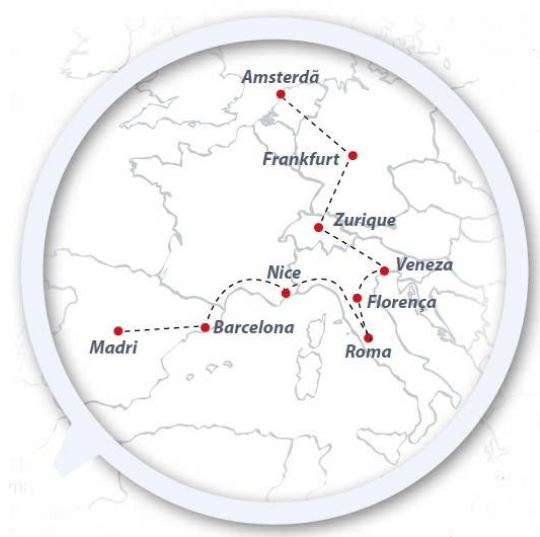 Amsterdã
Frankfurt
Zurique
Veneza
Nice
Florença
Barcelona
Madri
Roma